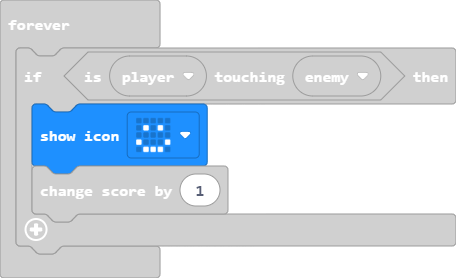 forever
if is player touching enemy then
show icon
change score by 1